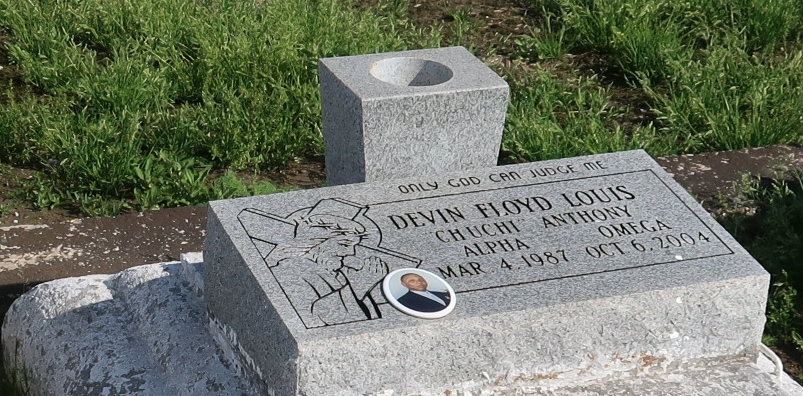 ONLY GOD CAN JUDGE ME
DEVIN FLOYD LOUIS
CHUCHI ANTHONY
ALPHA OMEGA
MAR 4.1987 OCT 6.2004